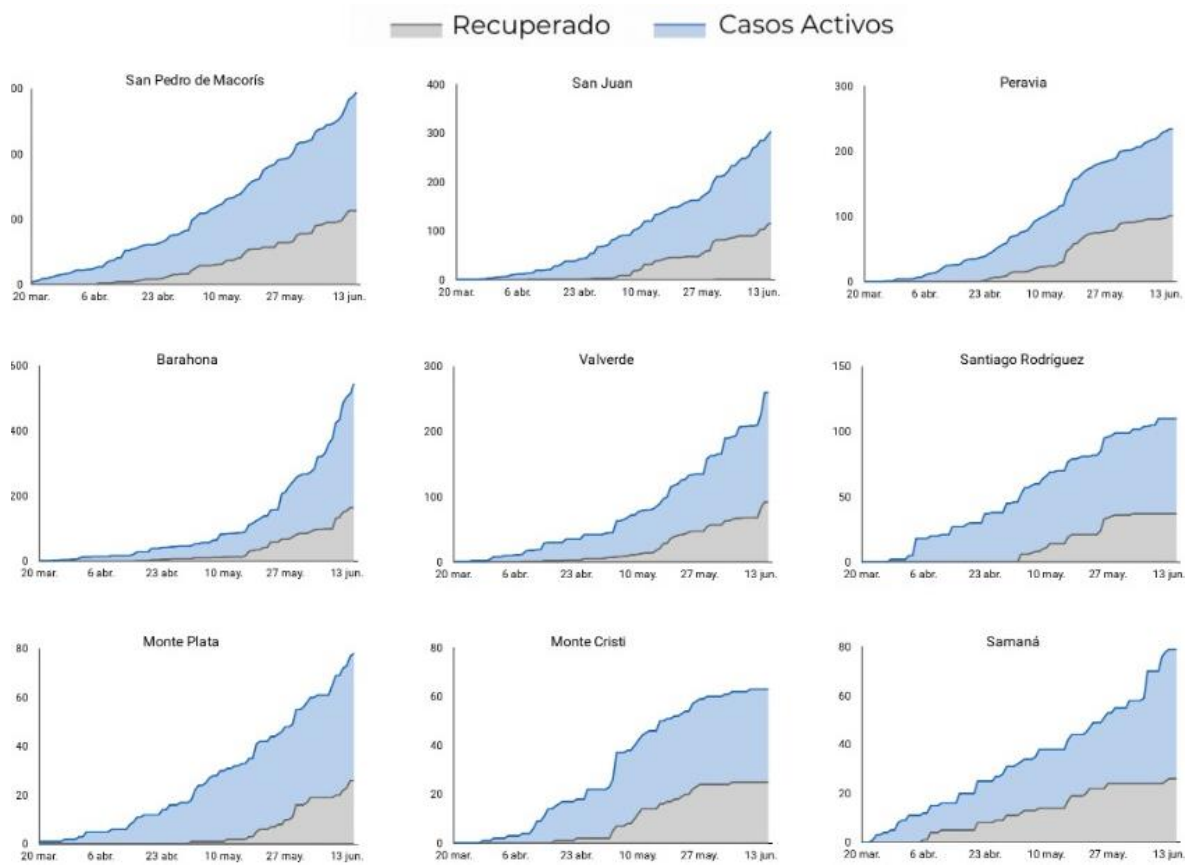 Recuperado Casos Activos
San Pedro de Macorís
00
00
00
0
20 mar. 6 abr. 23 abr. 10 may. 27 may. 13 jun.
San Juan
400
300
200
100
0
20 mar. 6 abr. 23 abr. 10 may. 27 may. 13 jun.
Peravia
300
200
100
0
20 mar. 6 abr. 23 abr. 10 may. 27 may. 13 jun.
Barahona
600
400
200
0
20 mar. 6 abr. 23 abr. 10 may. 27 may. 13 jun.
Valverde
300
200
100
0
20 mar. 6 abr. 23 abr. 10 may. 27 may. 13 jun.
Santiago Rodríguez
150
100
50
0
20 mar. 6 abr. 23 abr. 10 may. 27 may. 13 jun.
Monte Plata
80
60
40
20
0
20 mar. 6 abr. 23 abr. 10 may. 27 may. 13 jun.
Monte Cristi
80
60
40
20
0
20 mar. 6 abr. 23 abr. 10 may. 27 may. 13 jun.
Samaná
80
60
40
20
0
20 mar. 6 abr. 23 abr. 10 may. 27 may. 13 jun.